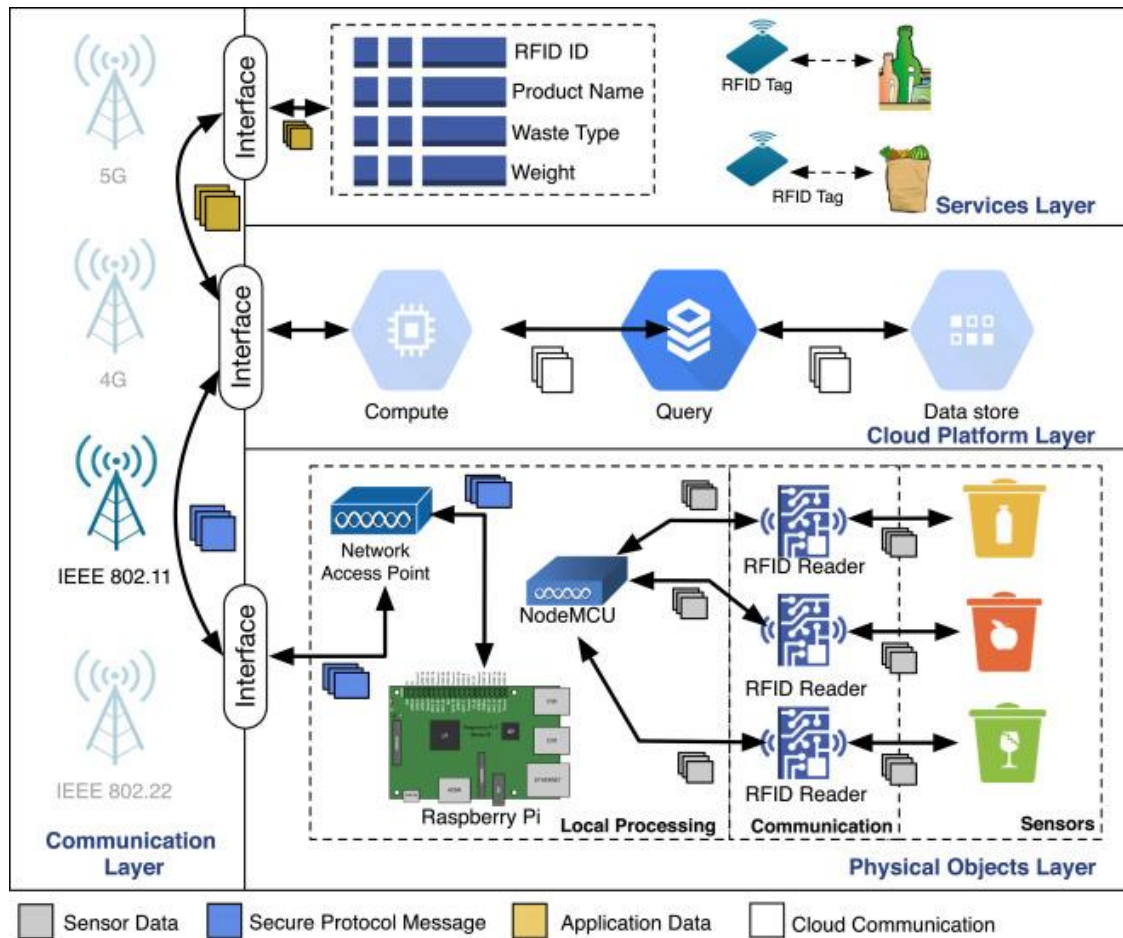 5G
4G
IEEE 802.11
IEEE 802.22
Communication
Layer
Interface
Interface
Interface
RFID ID
Product Name
Waste Type
Weight
RFID Tag
RFID Tag
Services Layer
Compute
Query
Data store
Cloud Platform Layer
Network
Access Point
NodeMCU
Raspberry Pi
Local Processing
RFID Reader
RFID Reader
RFID Reader
Communication
Sensors
Physical Objects Layer
Sensor Data
Secure Protocol Message
Application Data
Cloud Communication